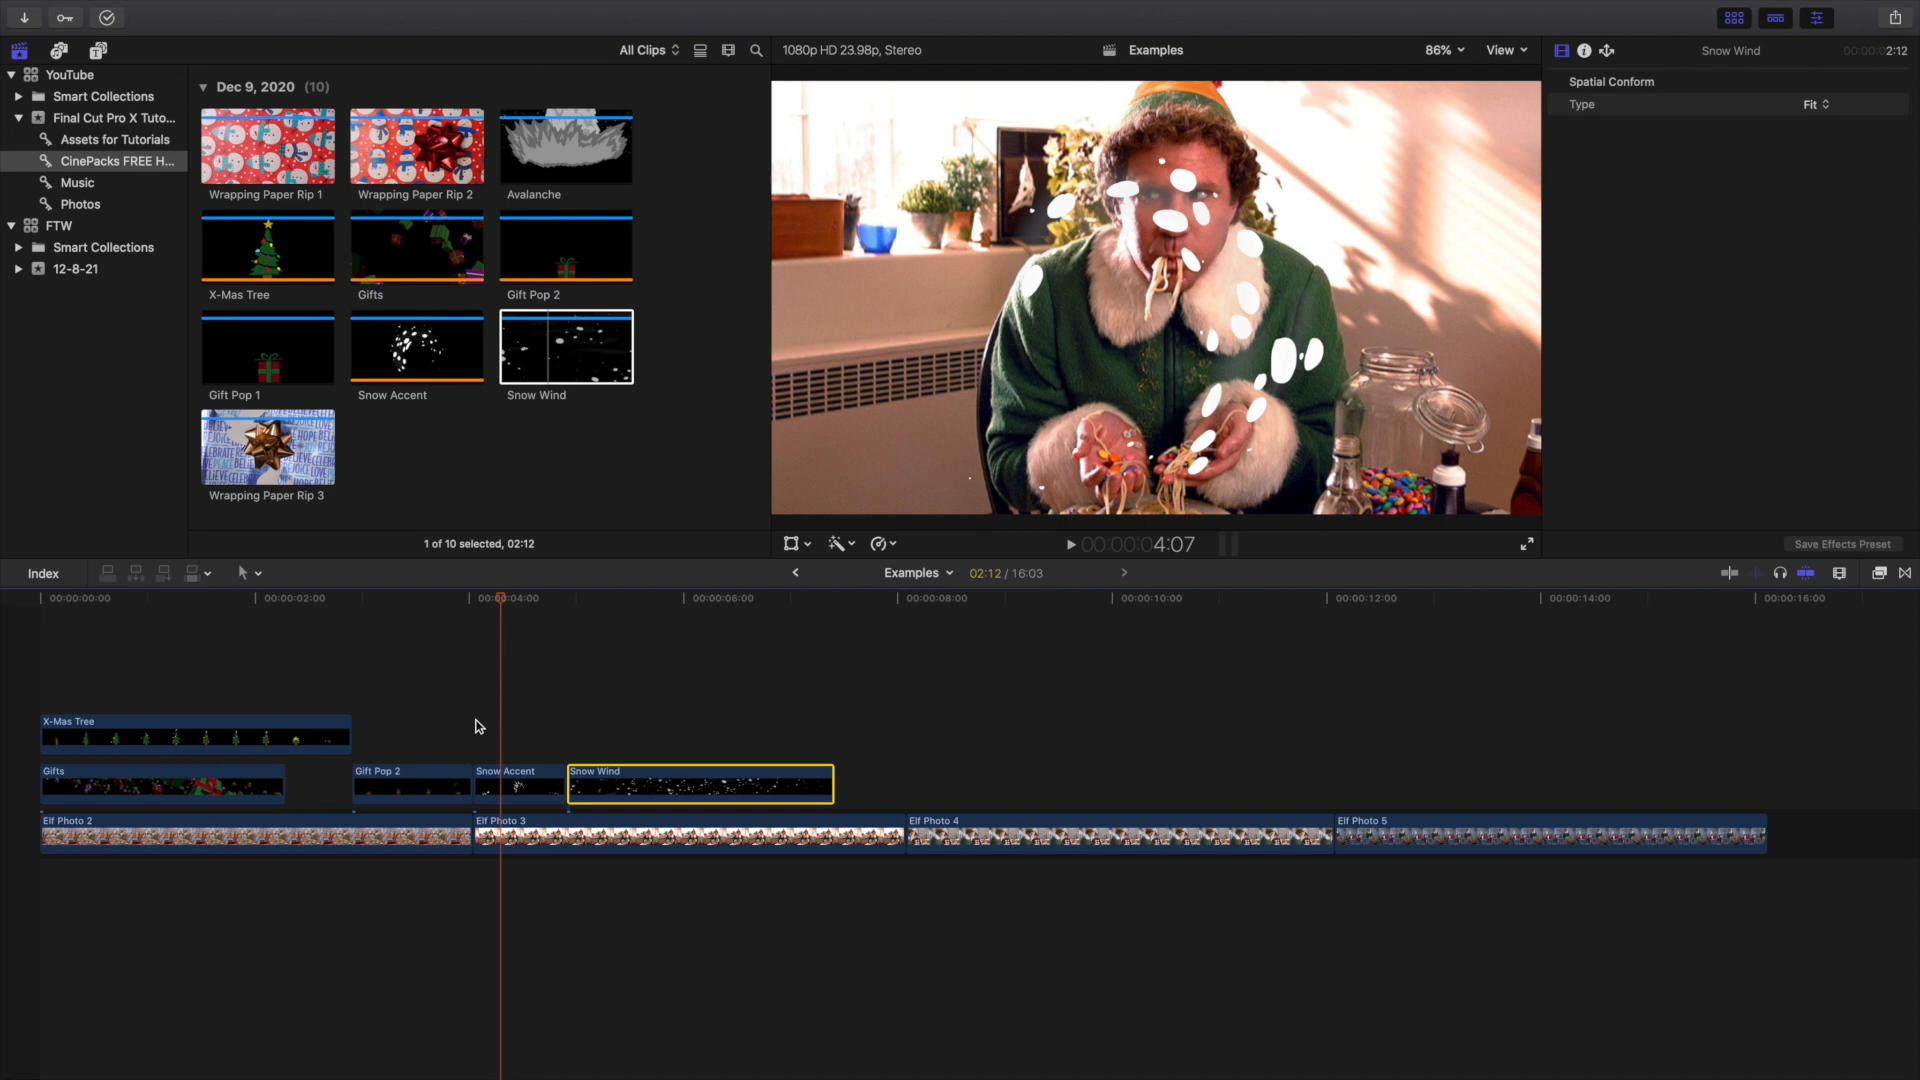 All Clips
1080p HD 23.98p, Stereo
Examples
86%
View
Snow Wind
00:00:02:12
YouTube
Smart Collections
Final Cut Pro X Tuto...
Assets for Tutorials
CinePacks FREE H...
Music
Photos
FTW
Smart Collections
12-8-21
Dec 9, 2020 (10)
Wrapping Paper Rip 1
Wrapping Paper Rip 2
Avalanche
X-Mas Tree
Gifts
Gift Pop 2
Gift Pop 1
Snow Accent
Snow Wind
Wrapping Paper Rip 3
1 of 10 selected, 02:12
Spatial Conform
Type
Fit
00:00:00:04:07
Save Effects Preset
Index
Examples
02:12 / 16:03
00:00:00:00
00:00:02:00
00:00:04:00
00:00:06:00
00:00:08:00
00:00:10:00
00:00:12:00
00:00:14:00
00:00:16:00
X-Mas Tree
Gifts
Gift Pop 2
Snow Accent
Snow Wind
Elf Photo 2
Elf Photo 3
Elf Photo 4
Elf Photo 5